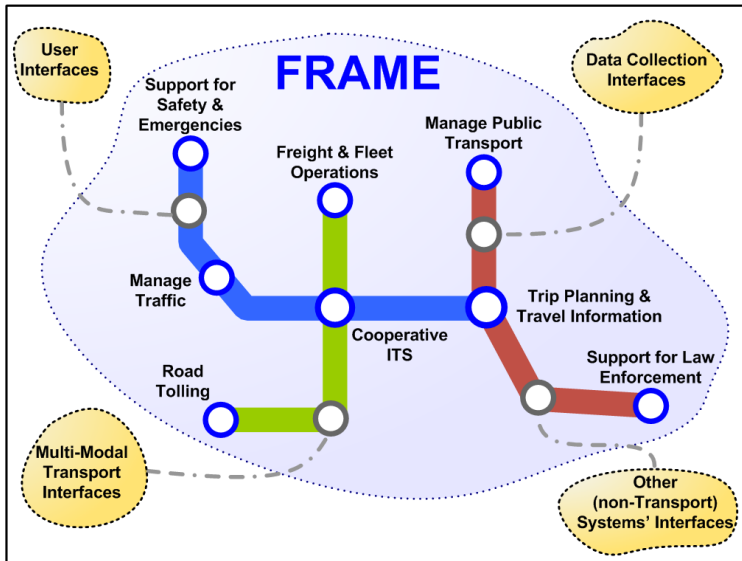 User
Interfaces
FRAME
Data Collection
Interfaces
Support for
Safety &
Emergencies
Freight & Fleet
Operations
Manage Public
Transport
Manage
Traffic
Cooperative
ITS
Trip Planning &
Travel Information
Road
Tolling
Support for Law
Enforcement
Multi-Modal
Transport
Interfaces
Other
(non-Transport)
Systems' Interfaces